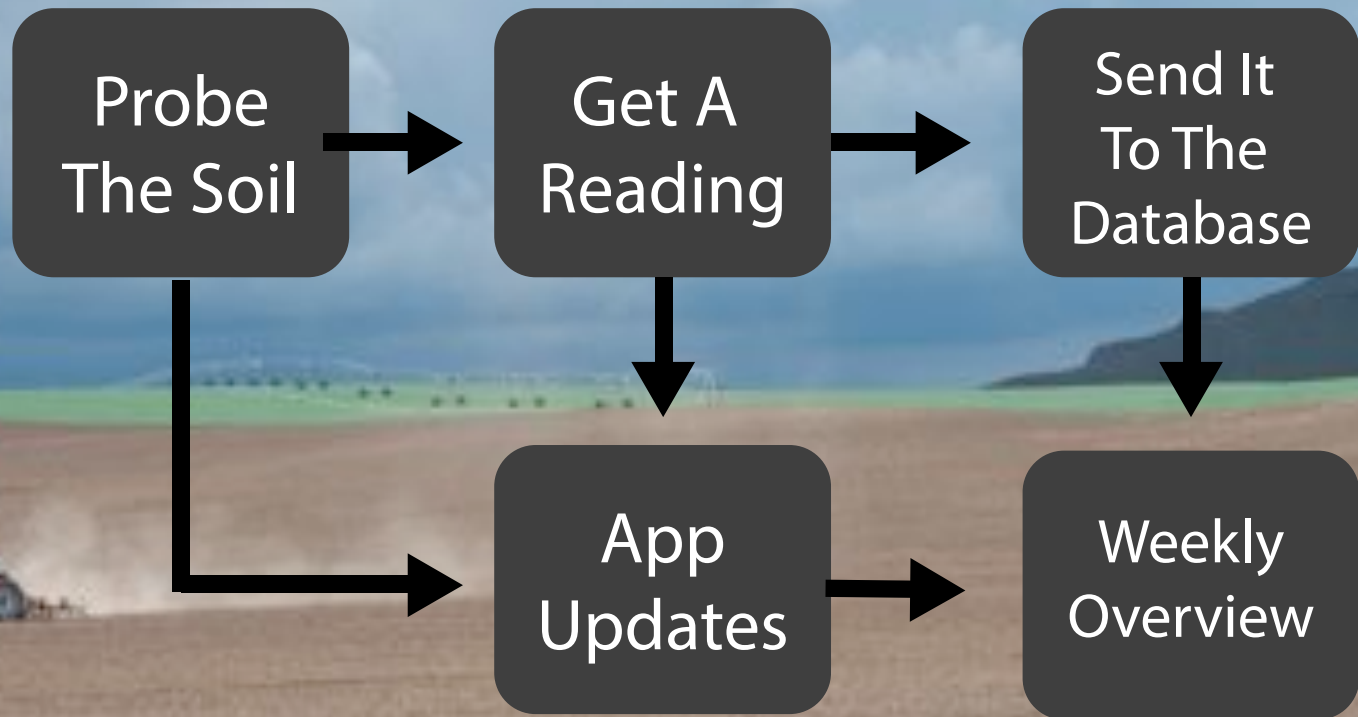 Probe
The Soil
Get A
Reading
Send It
To The
Database
App
Updates
Weekly
Overview